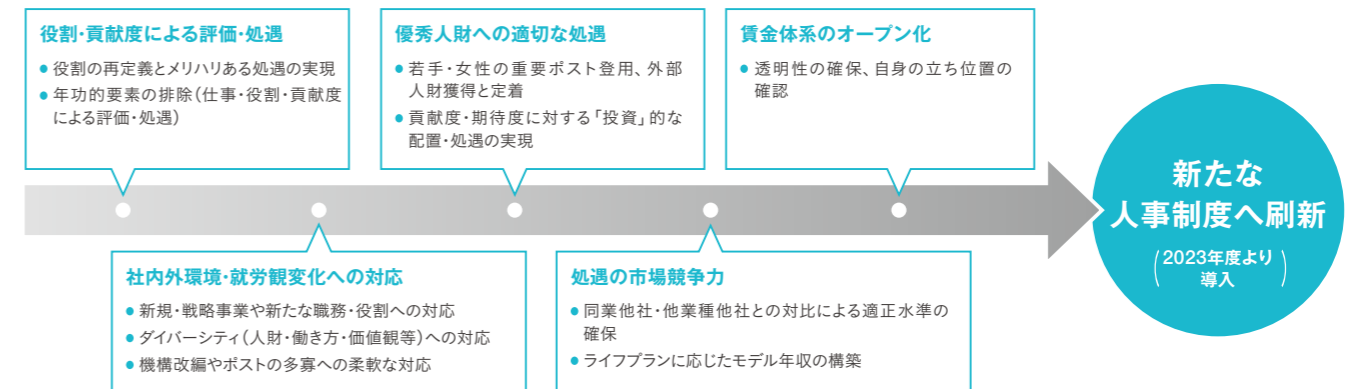 役割・貢献度による評価・処遇
● 役割の再定義とメリハリある処遇の実現
● 年功的要素の排除(仕事・役割・貢献度
による評価・処遇)
優秀人財への適切な処遇
● 若手・女性の重要ポスト登用、外部
人財獲得と定着
● 貢献度・期待度に対する「投資」的な
配置・処遇の実現
賃金体系のオープン化
● 透明性の確保、自身の立ち位置の
確認
社内外環境・就労観変化への対応
● 新規・戦略事業や新たな職務・役割への対応
● ダイバーシティ(人財・働き方・価値観等)への対応
● 機構改編やポストの多寡への柔軟な対応
処遇の市場競争力
● 同業他社・他業種他社との対比による適正水準の
確保
● ライフプランに応じたモデル年収の構築
新たな
人事制度へ刷新
(2023年度より
導入)